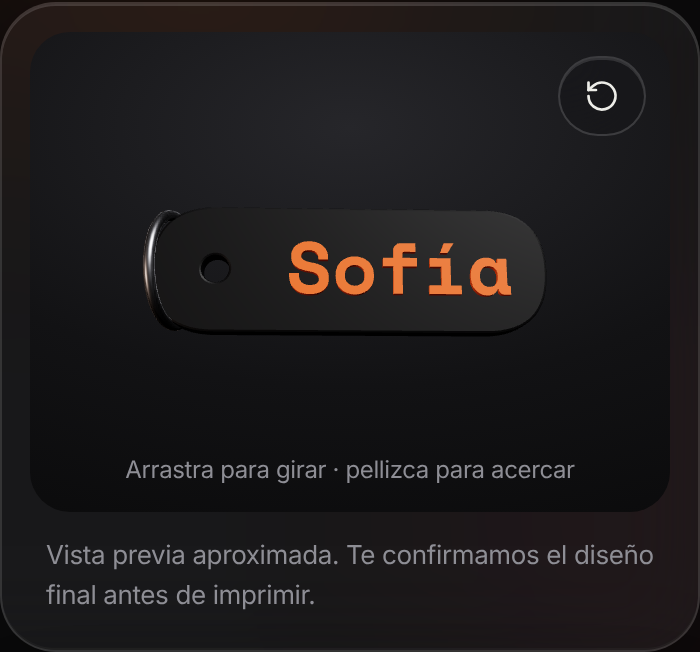 Sofía
Arrastra para girar · pellizca para acercar
Vista previa aproximada. Te confirmamos el diseño
final antes de imprimir.